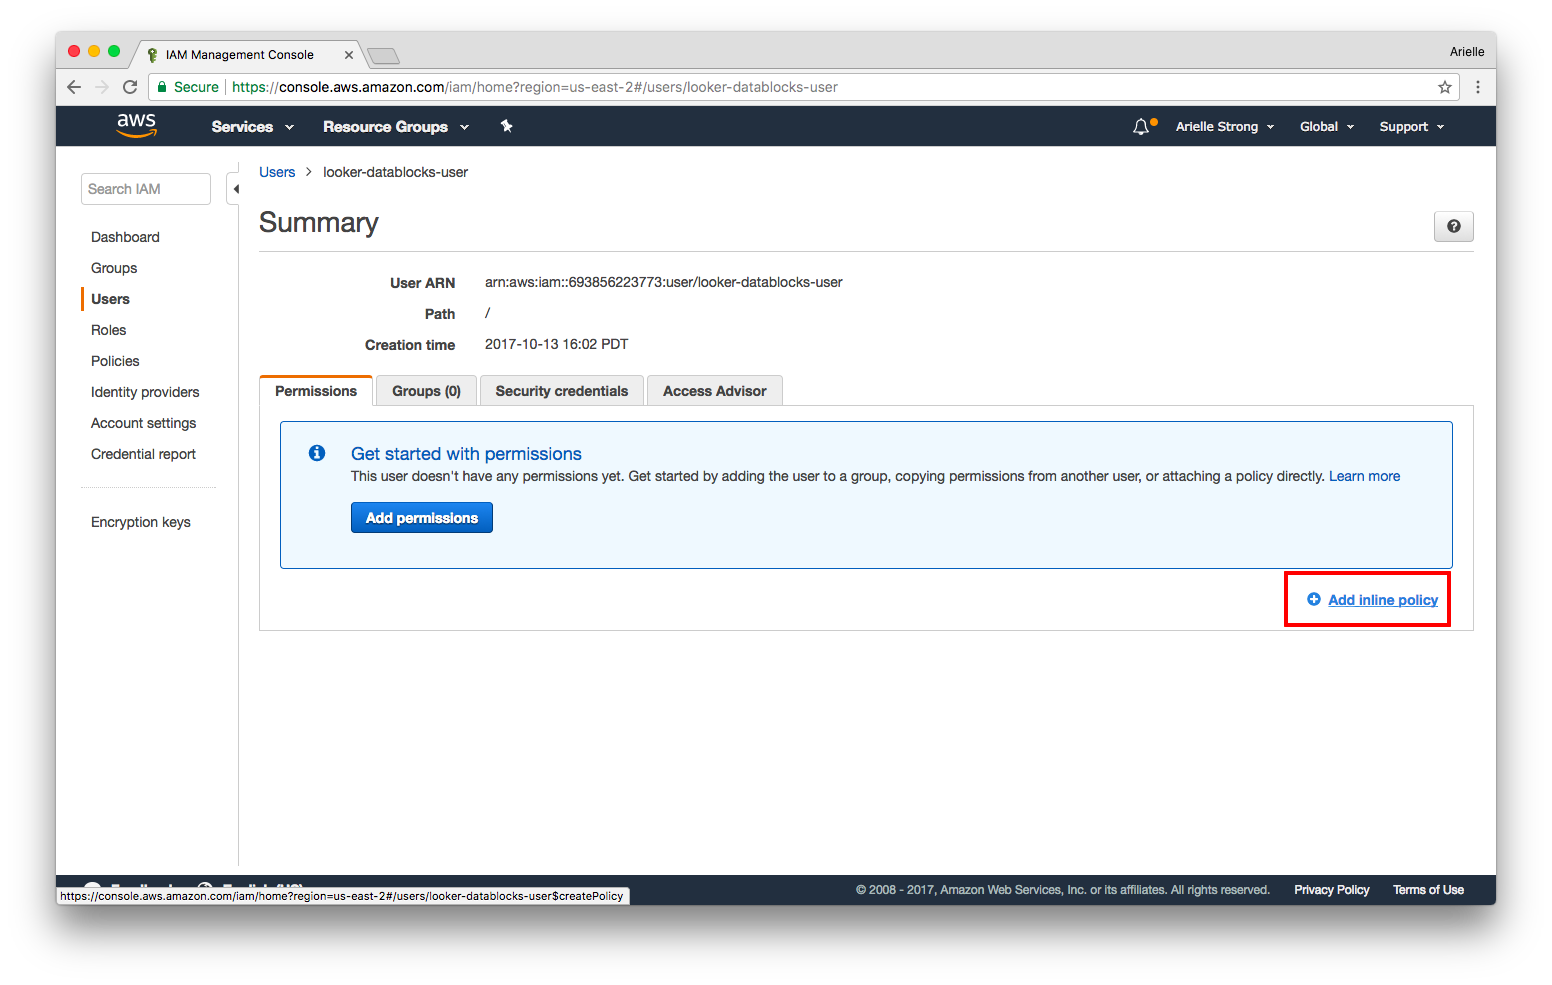 IAM Management Console
Arielle
Secure https://console.aws.amazon.com/iam/home?region=us-east-2#/users/looker-datablocks-user
aws Services Resource Groups Arielle Strong Global Support
Search IAM
Dashboard
Groups
Users
Roles
Policies
Identity providers
Account settings
Credential report
Encryption keys
Users > looker-datablocks-user
Summary
User ARN arn:aws:iam::693856223773:user/looker-datablocks-user
Path /
Creation time 2017-10-13 16:02 PDT
Permissions Groups (0) Security credentials Access Advisor
Get started with permissions
This user doesn't have any permissions yet. Get started by adding the user to a group, copying permissions from another user, or attaching a policy directly. Learn more
Add permissions
Add inline policy
© 2008 - 2017, Amazon Web Services, Inc. or its affiliates. All rights reserved. Privacy Policy Terms of Use
https://console.aws.amazon.com/iam/home?region=us-east-2#/users/looker-datablocks-user$createPolicy